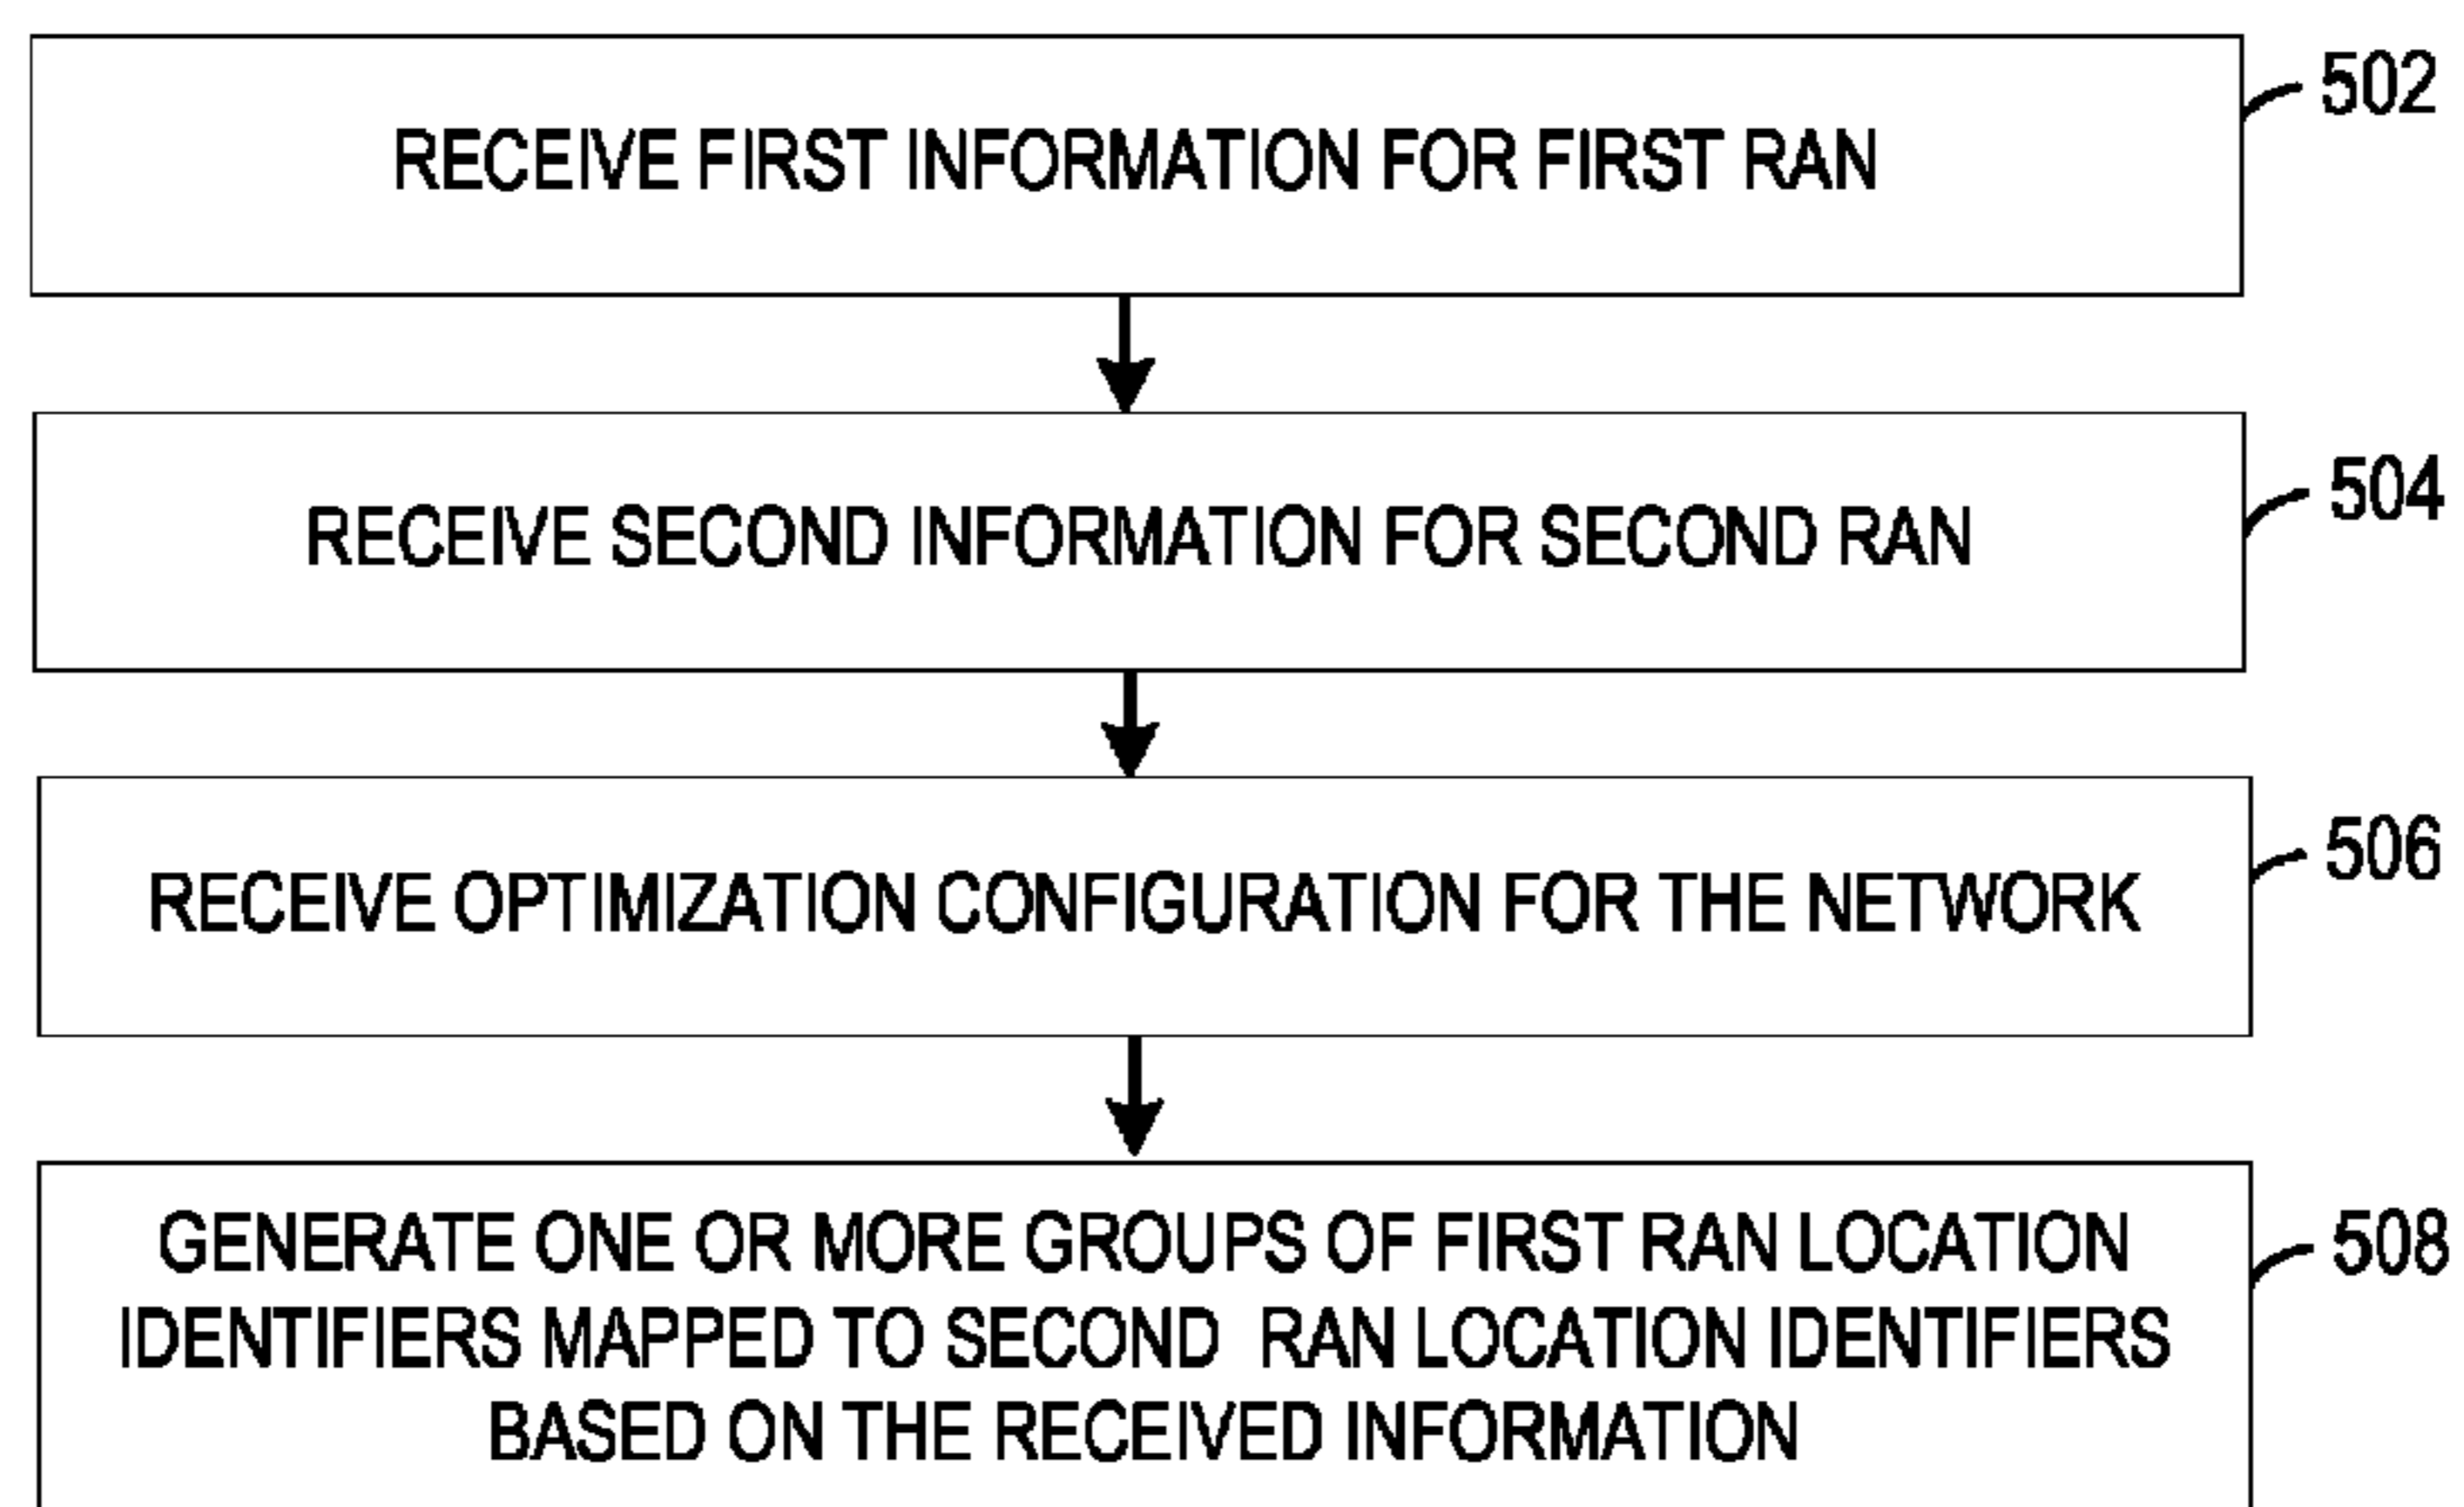 RECEIVE FIRST INFORMATION FOR FIRST RAN
502
RECEIVE SECOND INFORMATION FOR SECOND RAN
504
RECEIVE OPTIMIZATION CONFIGURATION FOR THE NETWORK
506
GENERATE ONE OR MORE GROUPS OF FIRST RAN LOCATION
IDENTIFIERS MAPPED TO SECOND RAN LOCATION IDENTIFIERS
BASED ON THE RECEIVED INFORMATION
508